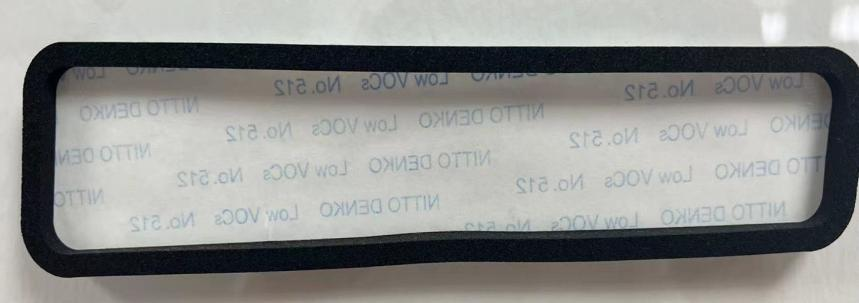 Low VOCs No.512 Low VOCs No.512 Low
DENKO Low VOCs No.512 NITTO DENKO Low VOCs No.512 NITTO DENKO
DENKO Low VOCs No.512 NITTO DENKO Low VOCs No.512 NITTO
NITTO DENKO Low VOCs No.512 NITTO DENKO Low VOCs No.512 NITTO